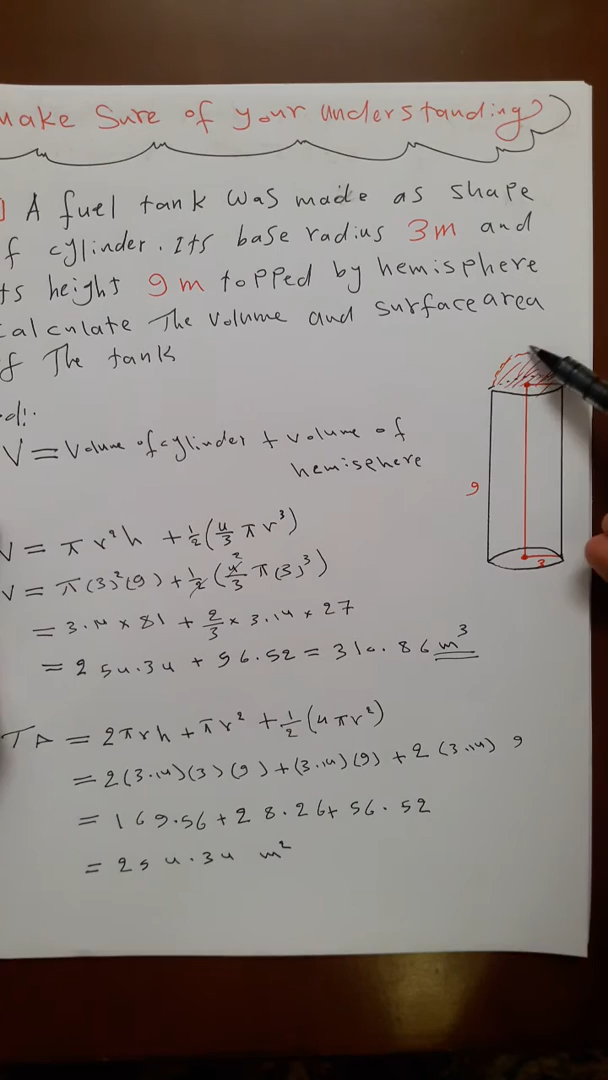 make Sure of your understanding
] A fuel tank was made as shape
f cylinder. Its base radius 3m and
ts height 9m topped by hemisphere
calculate The volume and surface area
f The tank
V = Volume of cylinder + volume of
hemisehere
9
3
V = πr²h + ½(4/3 πr³)
V = π(3)²(9) + ½(4/3 π(3)³) 2
= 3.14 × 81 + 2/3 × 3.14 × 27
= 254.34 + 56.52 = 310.86 m³
TA = 2πrh + πr² + ½(4πr²)
= 2(3.14)(3)(9) + (3.14)(9) + 2(3.14) 9
= 169.56 + 28.26 + 56.52
= 254.34 m²